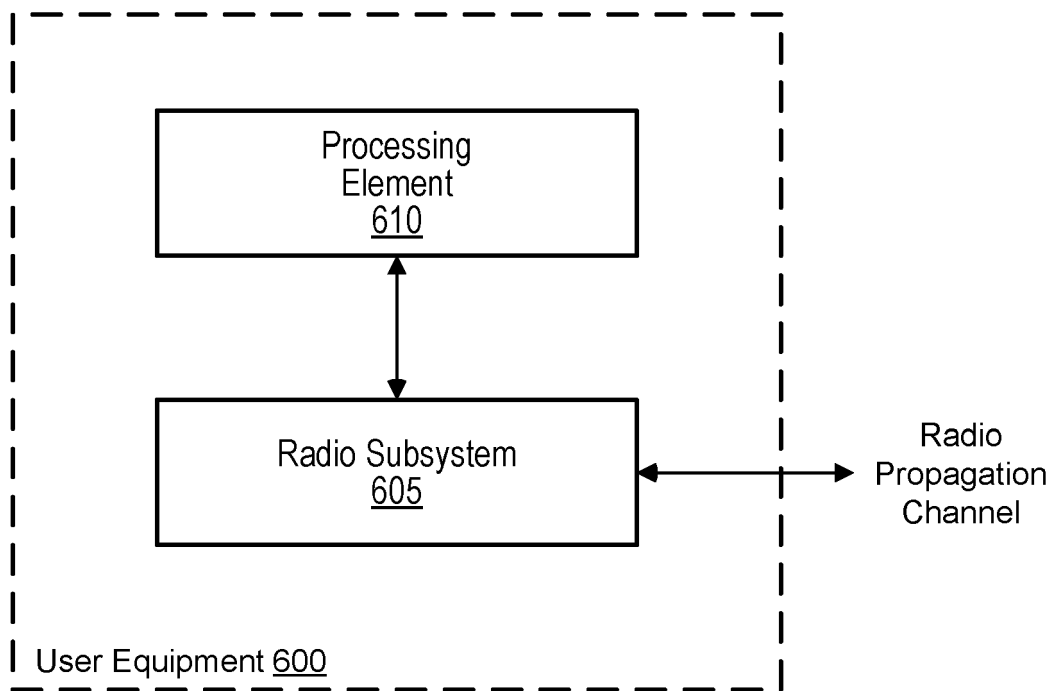 Processing
Element
610
Radio Subsystem
605
Radio
Propagation
Channel
User Equipment 600